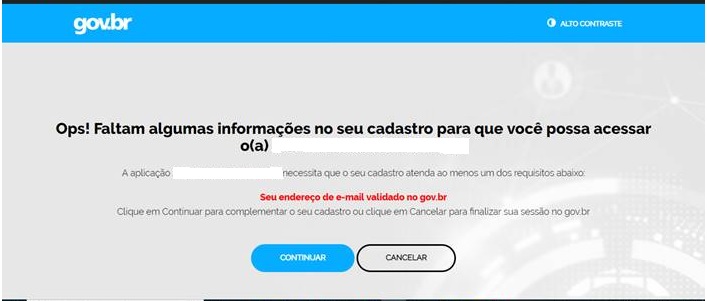 gov.br
ALTO CONTRASTE
Ops! Faltam algumas informações no seu cadastro para que você possa acessar
o(a)
A aplicação necessita que o seu cadastro atenda ao menos um dos requisitos abaixo:
Seu endereço de e-mail validado no gov.br
Clique em Continuar para complementar o seu cadastro ou clique em Cancelar para finalizar sua sessão no gov.br
CONTINUAR
CANCELAR